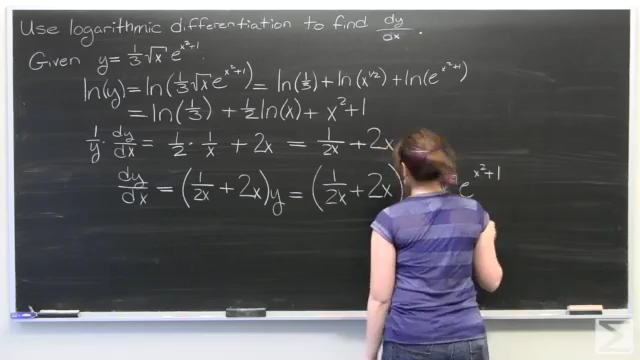 Use logarithmic differentiation to find dy/dx.
Given y = 1/3 √x e^(x²+1)
ln(y) = ln(1/3 √x e^(x²+1)) = ln(1/3) + ln(x^(1/2)) + ln(e^(x²+1))
= ln(1/3) + 1/2 ln(x) + x²+1
1/y · dy/dx = 1/2 · 1/x + 2x = 1/(2x) + 2x
dy/dx = (1/(2x) + 2x)y = (1/(2x) + 2x) e^(x²+1)